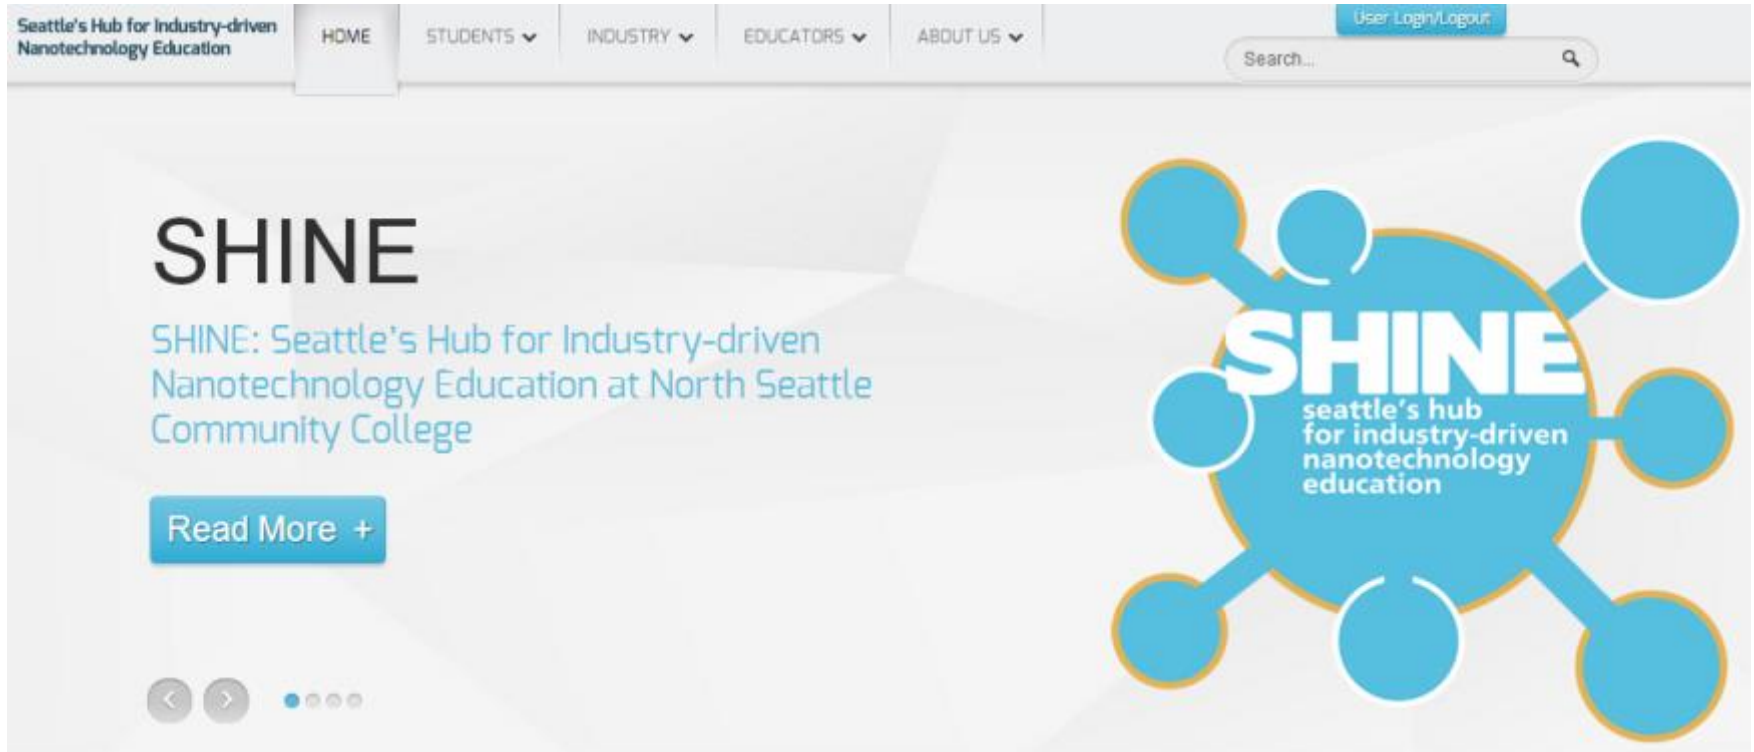 Seattle's Hub for Industry-driven
Nanotechnology Education
HOME
STUDENTS
INDUSTRY
EDUCATORS
ABOUT US
User Login/Logout
Search...
SHINE
SHINE: Seattle's Hub for Industry-driven
Nanotechnology Education at North Seattle
Community College
Read More +
SHINE
seattle's hub
for industry-driven
nanotechnology
education